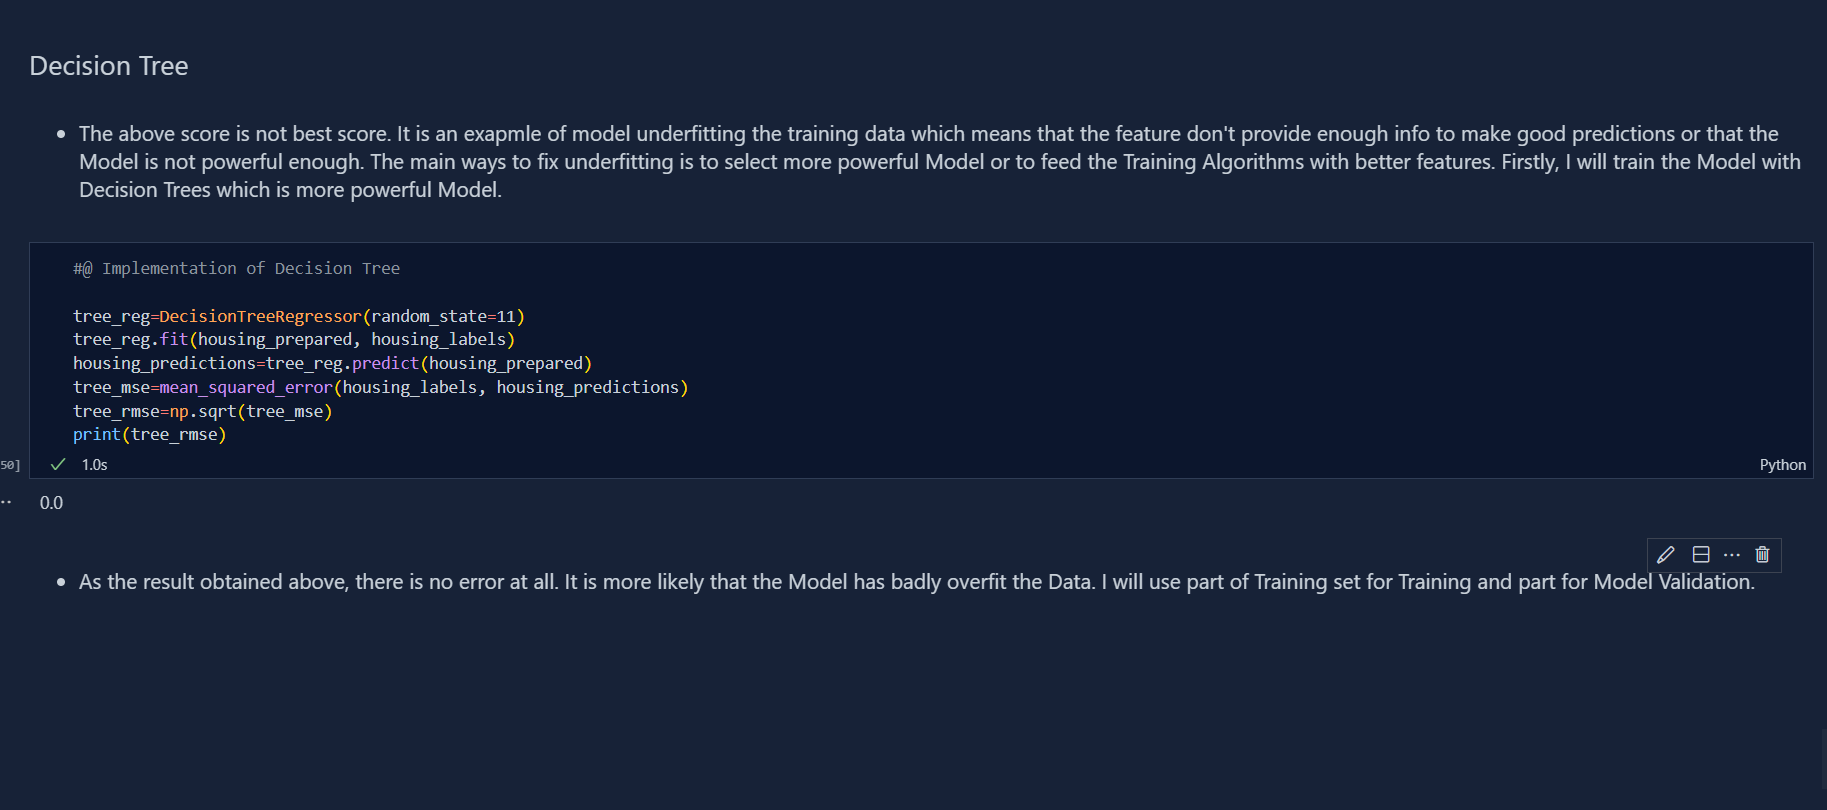 Decision Tree
The above score is not best score. It is an exapmle of model underfitting the training data which means that the feature don't provide enough info to make good predictions or that the
Model is not powerful enough. The main ways to fix underfitting is to select more powerful Model or to feed the Training Algorithms with better features. Firstly, I will train the Model with
Decision Trees which is more powerful Model.
#@ Implementation of Decision Tree
tree_reg=DecisionTreeRegressor(random_state=11)
tree_reg.fit(housing_prepared, housing_labels)
housing_predictions=tree_reg.predict(housing_prepared)
tree_mse=mean_squared_error(housing_labels, housing_predictions)
tree_rmse=np.sqrt(tree_mse)
print(tree_rmse)
50] 1.0s Python
0.0
As the result obtained above, there is no error at all. It is more likely that the Model has badly overfit the Data. I will use part of Training set for Training and part for Model Validation.